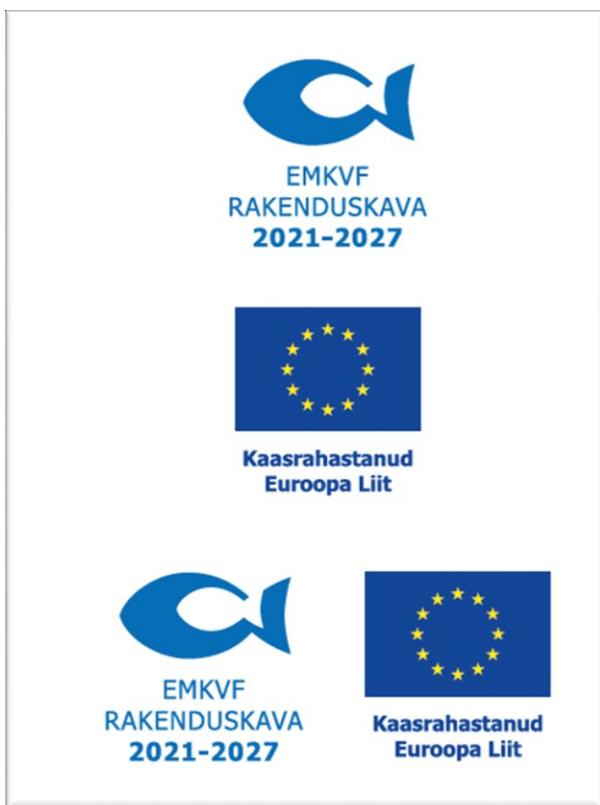 EMKVF
RAKENDUSKAVA
2021-2027
Kaasrahastanud
Euroopa Liit
EMKVF
RAKENDUSKAVA
2021-2027
Kaasrahastanud
Euroopa Liit